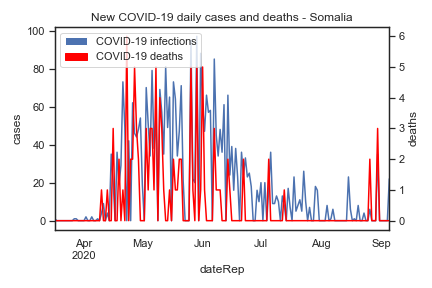 New COVID-19 daily cases and deaths - Somalia
COVID-19 infections
COVID-19 deaths
100
80
60
40
20
0
cases
6
5
4
3
2
1
0
deaths
Apr
2020
May
Jun
Jul
Aug
Sep
dateRep